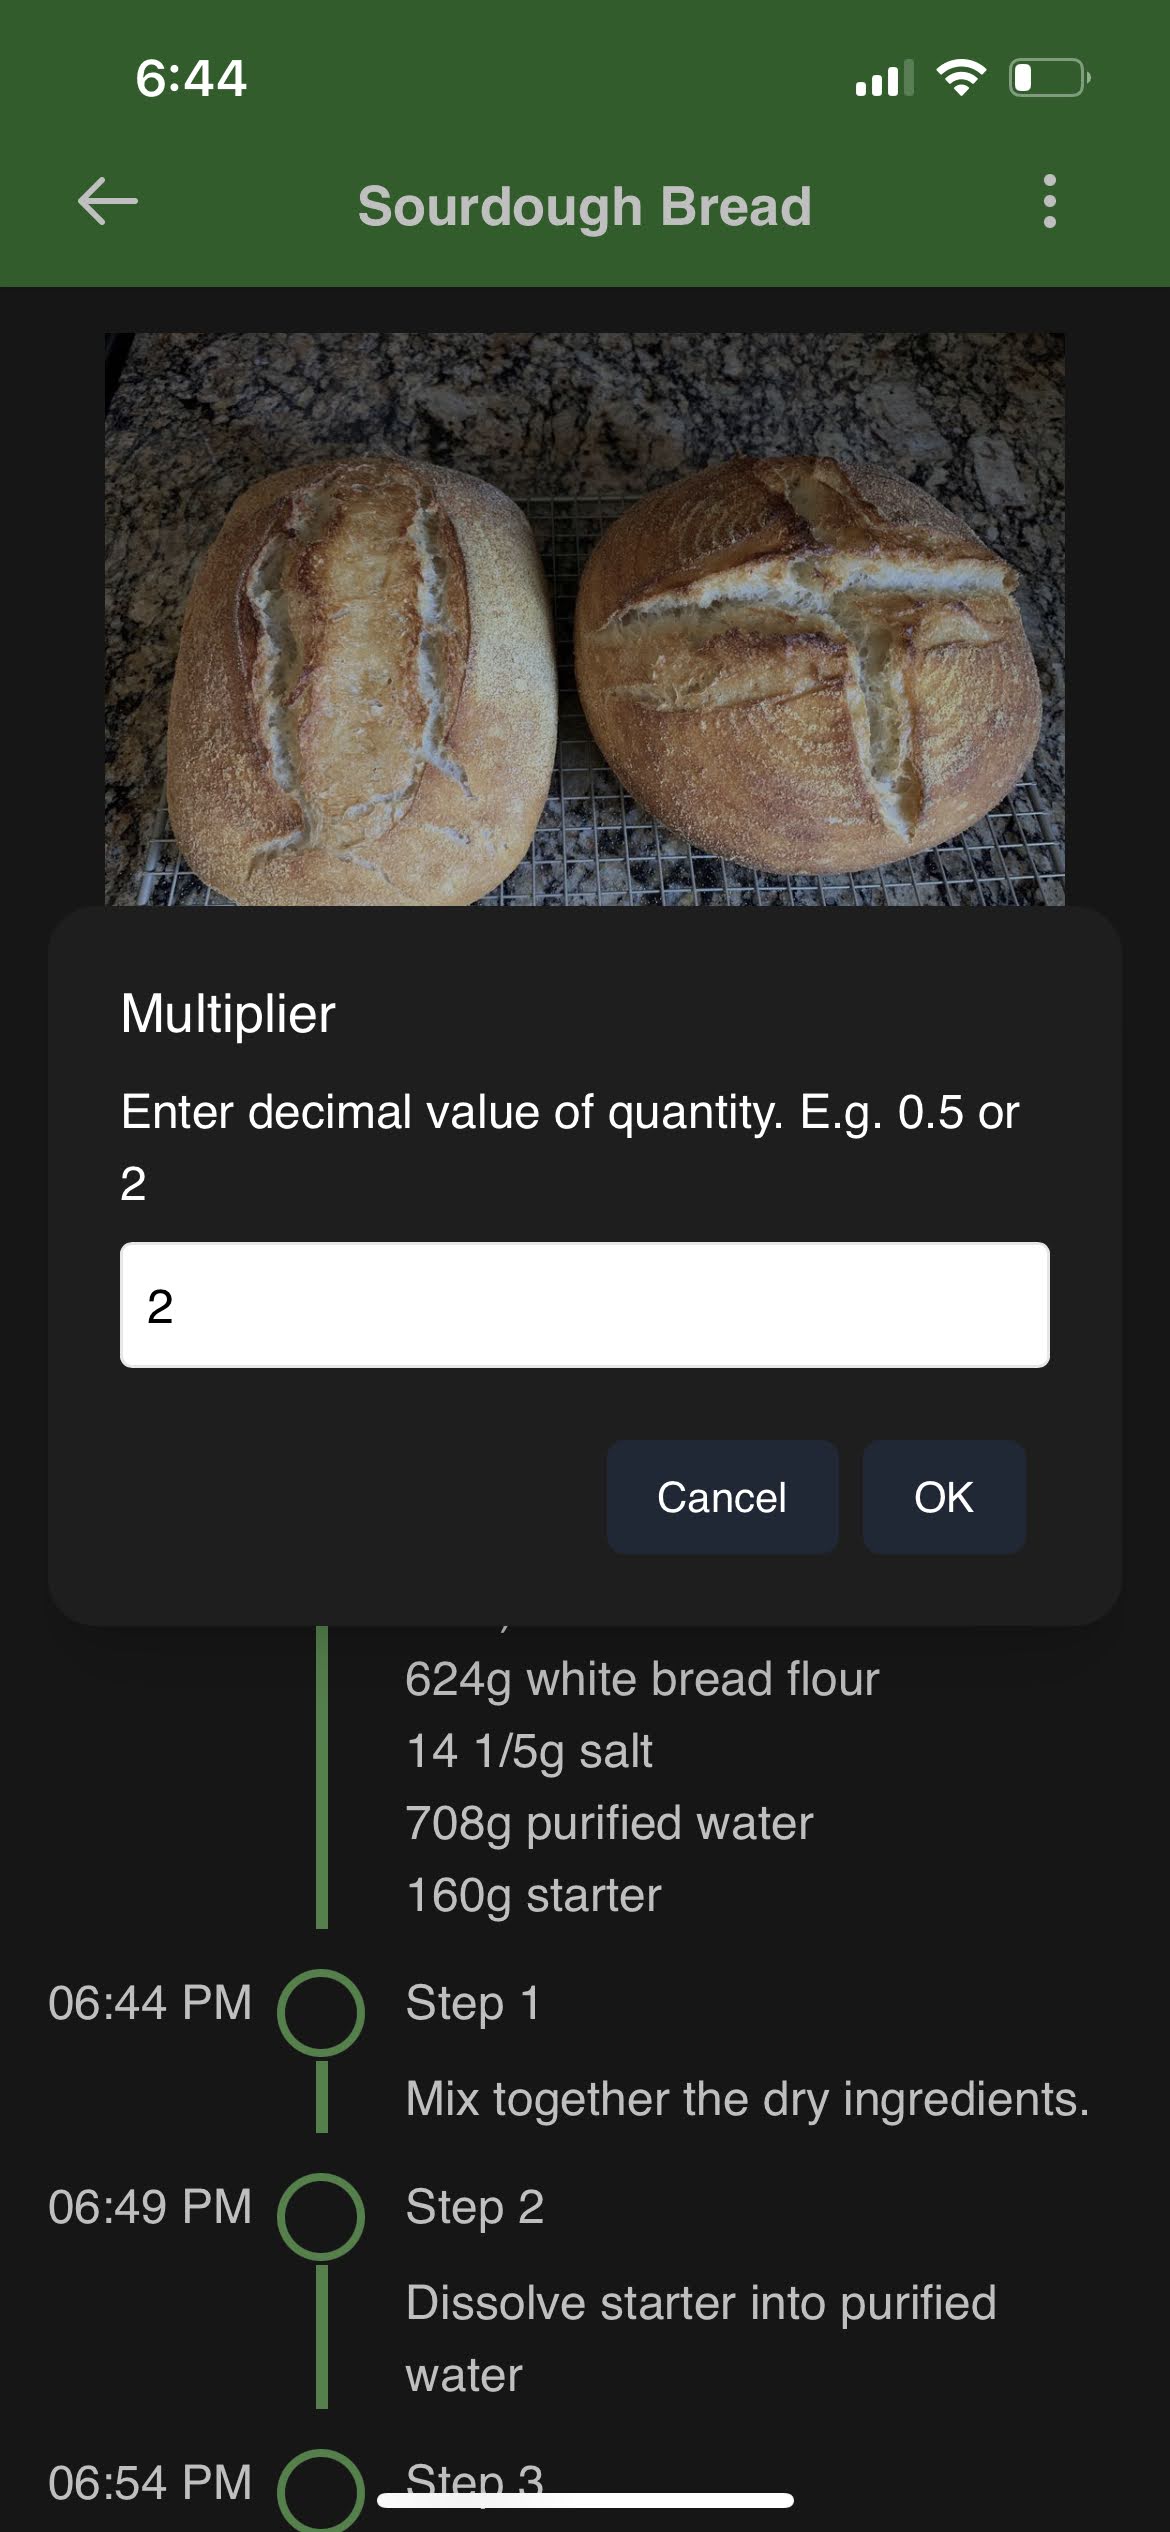 6:44
Sourdough Bread
Multiplier
Enter decimal value of quantity. E.g. 0.5 or
2
2
Cancel
OK
624g white bread flour
14 1/5g salt
708g purified water
160g starter
06:44 PM
Step 1
Mix together the dry ingredients.
06:49 PM
Step 2
Dissolve starter into purified
water
06:54 PM
Step 3